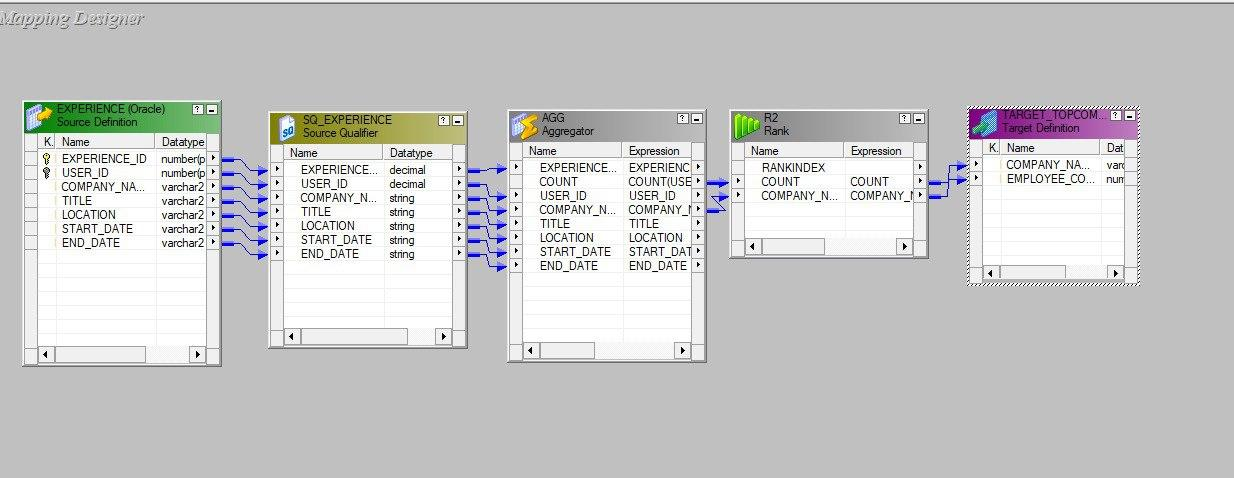 Mapping Designer
EXPERIENCE (Oracle)
Source Definition
K. Name Datatype
EXPERIENCE_ID number(p
USER_ID number(p
COMPANY_NA... varchar2
TITLE varchar2
LOCATION varchar2
START_DATE varchar2
END_DATE varchar2
SQ_EXPERIENCE
Source Qualifier
Name Datatype
EXPERIENCE... decimal
USER_ID decimal
COMPANY_N... string
TITLE string
LOCATION string
START_DATE string
END_DATE string
AGG
Aggregator
Name Expression
EXPERIENCE... EXPERIENC
COUNT COUNT(USE
USER_ID USER_ID
COMPANY_N... COMPANY_N
TITLE TITLE
LOCATION LOCATION
START_DATE START_DAT
END_DATE END_DATE
R2
Rank
Name Expression
RANKINDEX
COUNT COUNT
COMPANY_N... COMPANY_N
TARGET_TOPCOM...
Target Definition
K. Name Dat
COMPANY_NA... varc
EMPLOYEE_CO... num